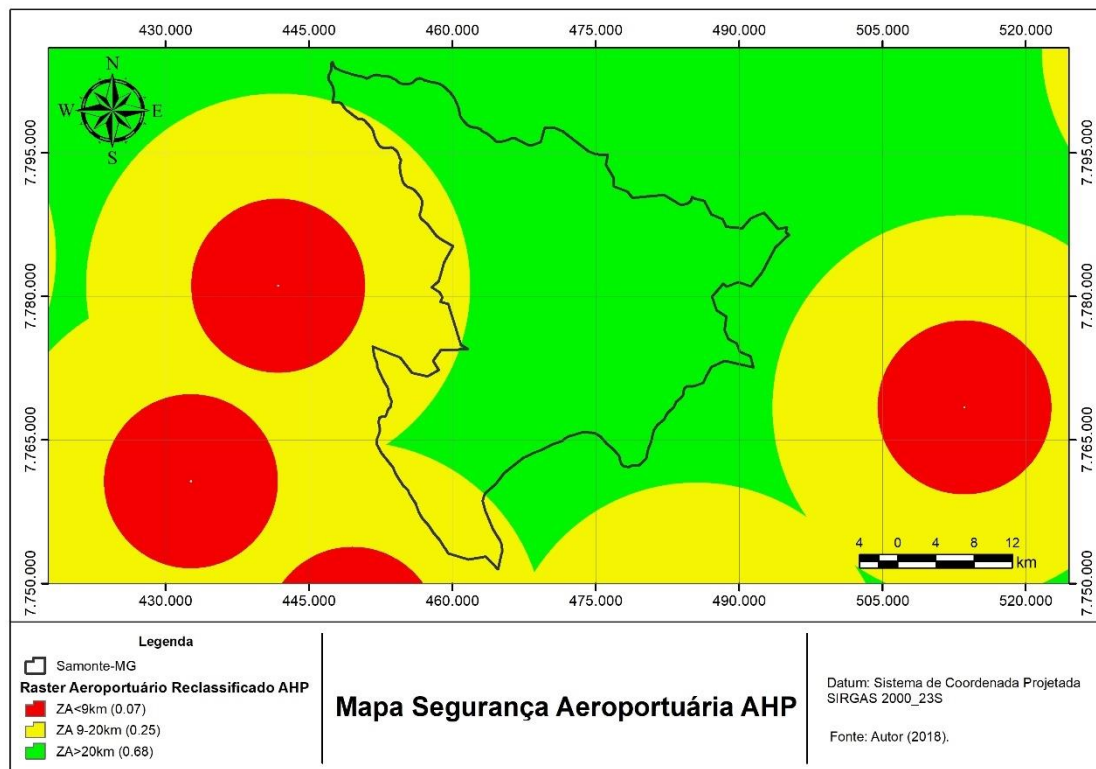 430.000 445.000 460.000 475.000 490.000 505.000 520.000
N
W E
S
7.795.000 7.795.000
7.780.000 7.780.000
7.765.000 7.765.000
7.750.000 7.750.000
4 0 4 8 12
km
430.000 445.000 460.000 475.000 490.000 505.000 520.000
Legenda
Samonte-MG
Raster Aeroportuário Reclassificado AHP
ZA<9km (0.07)
ZA 9-20km (0.25)
ZA>20km (0.68)
Mapa Segurança Aeroportuária AHP
Datum: Sistema de Coordenada Projetada
SIRGAS 2000_23S
Fonte: Autor (2018).